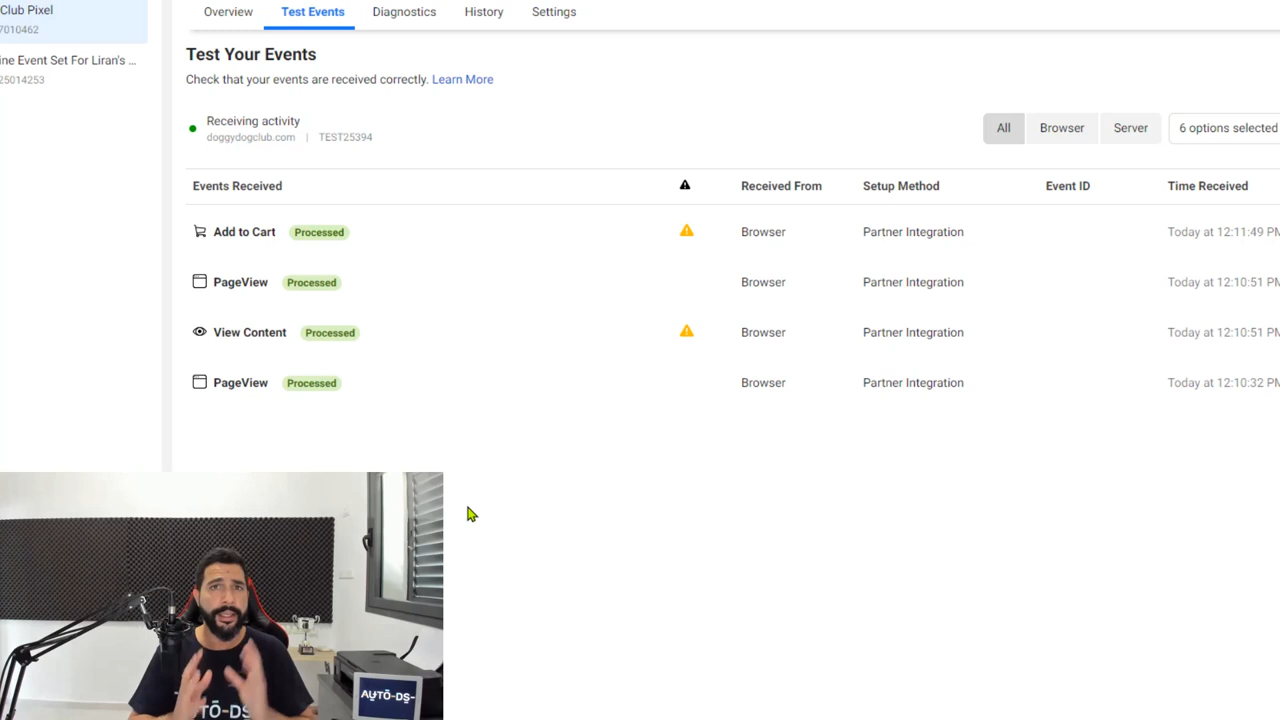 Club Pixel
7010462
ine Event Set For Liran's ...
25014253
Overview Test Events Diagnostics History Settings
Test Your Events
Check that your events are received correctly. Learn More
Receiving activity
doggydogclub.com | TEST25394
All Browser Server 6 options selected
Events Received Received From Setup Method Event ID Time Received
Add to Cart Processed Browser Partner Integration Today at 12:11:49 PM
PageView Processed Browser Partner Integration Today at 12:10:51 PM
View Content Processed Browser Partner Integration Today at 12:10:51 PM
PageView Processed Browser Partner Integration Today at 12:10:32 PM
AUTO-DS-
UTO-DS